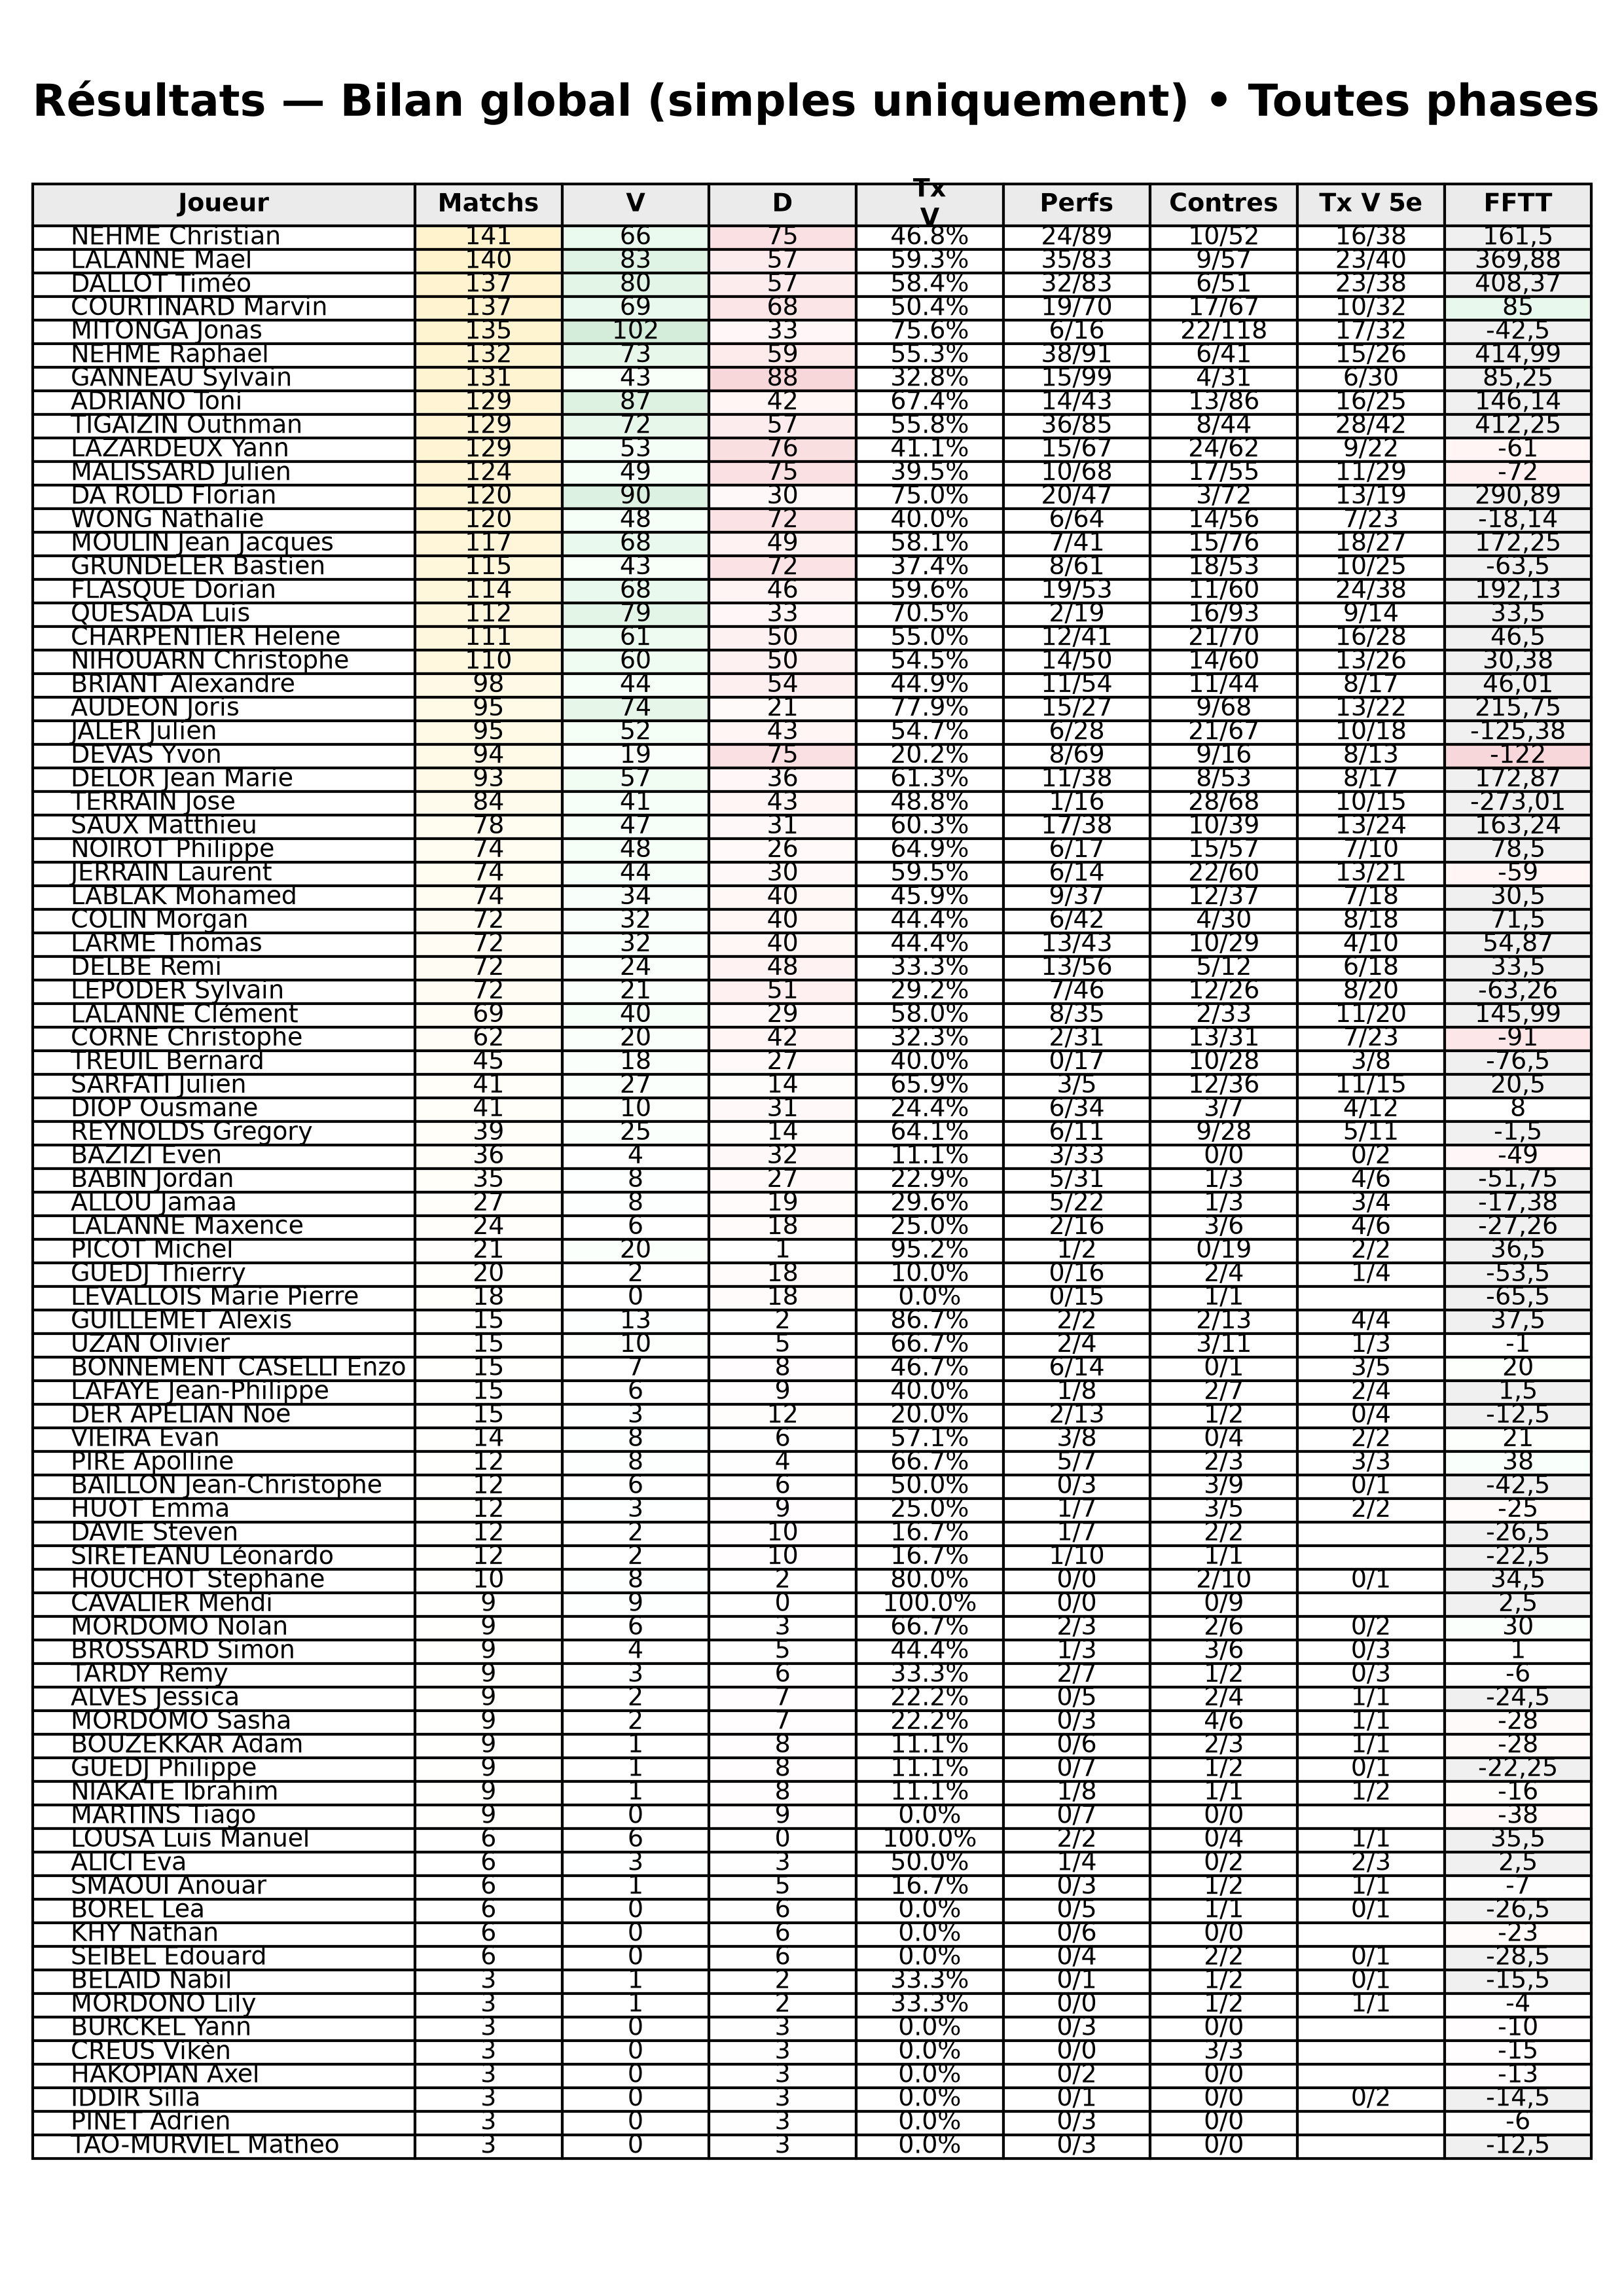 Résultats — Bilan global (simples uniquement) • Toutes phases
Joueur Matchs V D Tx V Perfs Contres Tx V 5e FFTT
NEHME Christian 141 66 75 46.8% 24/89 10/52 16/38 161,5
LALANNE Mael 140 83 57 59.3% 35/83 9/57 23/40 369,88
DALLOT Timéo 137 80 57 58.4% 32/83 6/51 23/38 408,37
COURTINARD Marvin 137 69 68 50.4% 19/70 17/67 10/32 85
MITONGA Jonas 135 102 33 75.6% 6/16 22/118 17/32 -42,5
NEHME Raphael 132 73 59 55.3% 38/91 6/41 15/26 414,99
GANNEAU Sylvain 131 43 88 32.8% 15/99 4/31 6/30 85,25
ADRIANO Toni 129 87 42 67.4% 14/43 13/86 16/25 146,14
TIGAIZIN Outhman 129 72 57 55.8% 36/85 8/44 28/42 412,25
LAZARDEUX Yann 129 53 76 41.1% 15/67 24/62 9/22 -61
MALISSARD Julien 124 49 75 39.5% 10/68 17/55 11/29 -72
DA ROLD Florian 120 90 30 75.0% 20/47 3/72 13/19 290,89
WONG Nathalie 120 48 72 40.0% 6/64 14/56 7/23 -18,14
MOULIN Jean Jacques 117 68 49 58.1% 7/41 15/76 18/27 172,25
GRUNDELER Bastien 115 43 72 37.4% 8/61 18/53 10/25 -63,5
FLASQUE Dorian 114 68 46 59.6% 19/53 11/60 24/38 192,13
QUESADA Luis 112 79 33 70.5% 2/19 16/93 9/14 33,5
CHARPENTIER Helene 111 61 50 55.0% 12/41 21/70 16/28 46,5
NIHOUARN Christophe 110 60 50 54.5% 14/50 14/60 13/26 30,38
BRIANT Alexandre 98 44 54 44.9% 11/54 11/44 8/17 46,01
AUDEON Joris 95 74 21 77.9% 15/27 9/68 13/22 215,75
JALER Julien 95 52 43 54.7% 6/28 21/67 10/18 -125,38
DEVAS Yvon 94 19 75 20.2% 8/69 9/16 8/13 -122
DELOR Jean Marie 93 57 36 61.3% 11/38 8/53 8/17 172,87
TERRAIN Jose 84 41 43 48.8% 1/16 28/68 10/15 -273,01
SAUX Matthieu 78 47 31 60.3% 17/38 10/39 13/24 163,24
NOIROT Philippe 74 48 26 64.9% 6/17 15/57 7/10 78,5
JERRAIN Laurent 74 44 30 59.5% 6/14 22/60 13/21 -59
LABLAK Mohamed 74 34 40 45.9% 9/37 12/37 7/18 30,5
COLIN Morgan 72 32 40 44.4% 6/42 4/30 8/18 71,5
LARME Thomas 72 32 40 44.4% 13/43 10/29 4/10 54,87
DELBE Remi 72 24 48 33.3% 13/56 5/12 6/18 33,5
LEPODER Sylvain 72 21 51 29.2% 7/46 12/26 8/20 -63,26
LALANNE Clément 69 40 29 58.0% 8/35 2/33 11/20 145,99
CORNE Christophe 62 20 42 32.3% 2/31 13/31 7/23 -91
TREUIL Bernard 45 18 27 40.0% 0/17 10/28 3/8 -76,5
SARFATI Julien 41 27 14 65.9% 3/5 12/36 11/15 20,5
DIOP Ousmane 41 10 31 24.4% 6/34 3/7 4/12 8
REYNOLDS Gregory 39 25 14 64.1% 6/11 9/28 5/11 -1,5
BAZIZI Even 36 4 32 11.1% 3/33 0/0 0/2 -49
BABIN Jordan 35 8 27 22.9% 5/31 1/3 4/6 -51,75
ALLOU Jamaa 27 8 19 29.6% 5/22 1/3 3/4 -17,38
LALANNE Maxence 24 6 18 25.0% 2/16 3/6 4/6 -27,26
PICOT Michel 21 20 1 95.2% 1/2 0/19 2/2 36,5
GUEDJ Thierry 20 2 18 10.0% 0/16 2/4 1/4 -53,5
LEVALLOIS Marie Pierre 18 0 18 0.0% 0/15 1/1 -65,5
GUILLEMET Alexis 15 13 2 86.7% 2/2 2/13 4/4 37,5
UZAN Olivier 15 10 5 66.7% 2/4 3/11 1/3 -1
BONNEMENT CASELLI Enzo 15 7 8 46.7% 6/14 0/1 3/5 20
LAFAYE Jean-Philippe 15 6 9 40.0% 1/8 2/7 2/4 1,5
DER APELIAN Noe 15 3 12 20.0% 2/13 1/2 0/4 -12,5
VIEIRA Evan 14 8 6 57.1% 3/8 0/4 2/2 21
PIRE Apolline 12 8 4 66.7% 5/7 2/3 3/3 38
BAILLON Jean-Christophe 12 6 6 50.0% 0/3 3/9 0/1 -42,5
HUOT Emma 12 3 9 25.0% 1/7 3/5 2/2 -25
DAVIE Steven 12 2 10 16.7% 1/7 2/2 -26,5
SIRETEANU Léonardo 12 2 10 16.7% 1/10 1/1 -22,5
HOUCHOT Stephane 10 8 2 80.0% 0/0 2/10 0/1 34,5
CAVALIER Mehdi 9 9 0 100.0% 0/0 0/9 2,5
MORDOMO Nolan 9 6 3 66.7% 2/3 2/6 0/2 30
BROSSARD Simon 9 4 5 44.4% 1/3 3/6 0/3 1
TARDY Remy 9 3 6 33.3% 2/7 1/2 0/3 -6
ALVES Jessica 9 2 7 22.2% 0/5 2/4 1/1 -24,5
MORDOMO Sasha 9 2 7 22.2% 0/3 4/6 1/1 -28
BOUZEKKAR Adam 9 1 8 11.1% 0/6 2/3 1/1 -28
GUEDJ Philippe 9 1 8 11.1% 0/7 1/2 0/1 -22,25
NIAKATE Ibrahim 9 1 8 11.1% 1/8 1/1 1/2 -16
MARTINS Tiago 9 0 9 0.0% 0/7 0/0 -38
LOUSA Luis Manuel 6 6 0 100.0% 2/2 0/4 1/1 35,5
ALICI Eva 6 3 3 50.0% 1/4 0/2 2/3 2,5
SMAOUI Anouar 6 1 5 16.7% 0/3 1/2 1/1 -7
BOREL Lea 6 0 6 0.0% 0/5 1/1 0/1 -26,5
KHY Nathan 6 0 6 0.0% 0/6 0/0 -23
SEIBEL Edouard 6 0 6 0.0% 0/4 2/2 0/1 -28,5
BELAID Nabil 3 1 2 33.3% 0/1 1/2 0/1 -15,5
MORDONO Lily 3 1 2 33.3% 0/0 1/2 1/1 -4
BURCKEL Yann 3 0 3 0.0% 0/3 0/0 -10
CREUS Vikèn 3 0 3 0.0% 0/0 3/3 -15
HAKOPIAN Axel 3 0 3 0.0% 0/2 0/0 -13
IDDIR Silla 3 0 3 0.0% 0/1 0/0 0/2 -14,5
PINET Adrien 3 0 3 0.0% 0/3 0/0 -6
TAO-MURVIEL Matheo 3 0 3 0.0% 0/3 0/0 -12,5